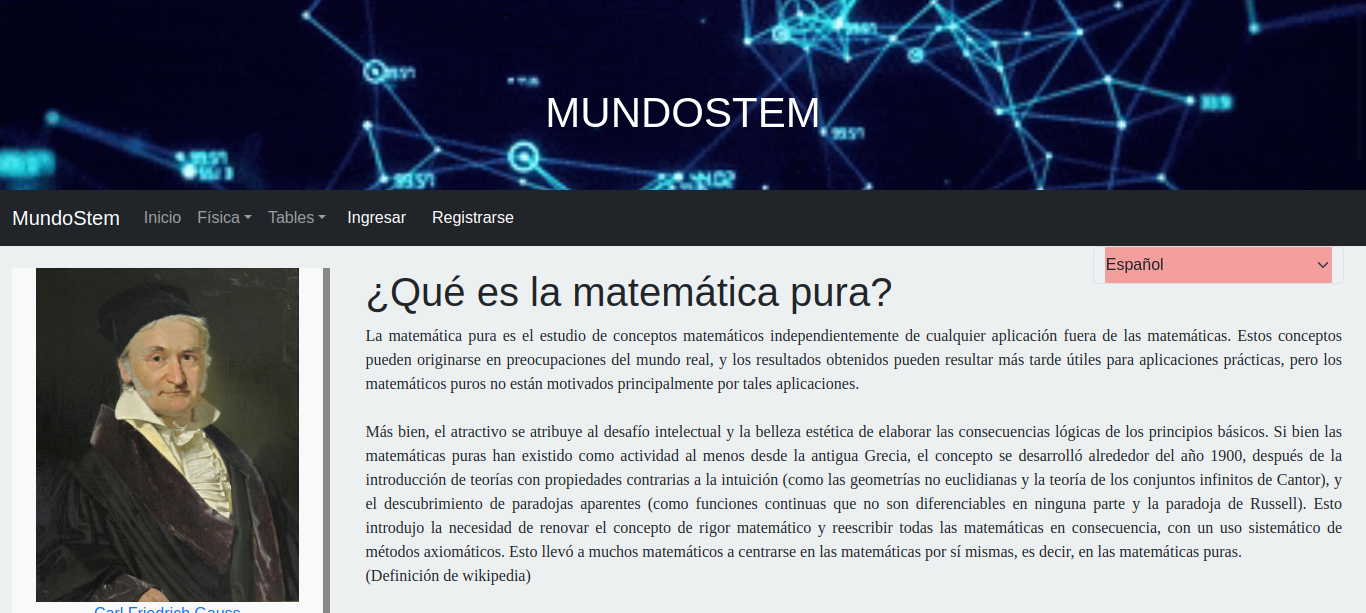 MUNDOSTEM
99.57
99.57
99.57
MundoStem Inicio Física Tables Ingresar Registrarse
Español
¿Qué es la matemática pura?
La matemática pura es el estudio de conceptos matemáticos independientemente de cualquier aplicación fuera de las matemáticas. Estos conceptos
pueden originarse en preocupaciones del mundo real, y los resultados obtenidos pueden resultar más tarde útiles para aplicaciones prácticas, pero los
matemáticos puros no están motivados principalmente por tales aplicaciones.
Más bien, el atractivo se atribuye al desafío intelectual y la belleza estética de elaborar las consecuencias lógicas de los principios básicos. Si bien las
matemáticas puras han existido como actividad al menos desde la antigua Grecia, el concepto se desarrolló alrededor del año 1900, después de la
introducción de teorías con propiedades contrarias a la intuición (como las geometrías no euclidianas y la teoría de los conjuntos infinitos de Cantor), y
el descubrimiento de paradojas aparentes (como funciones continuas que no son diferenciables en ninguna parte y la paradoja de Russell). Esto
introdujo la necesidad de renovar el concepto de rigor matemático y reescribir todas las matemáticas en consecuencia, con un uso sistemático de
métodos axiomáticos. Esto llevó a muchos matemáticos a centrarse en las matemáticas por sí mismas, es decir, en las matemáticas puras.
(Definición de wikipedia)
Carl Friedrich Gauss